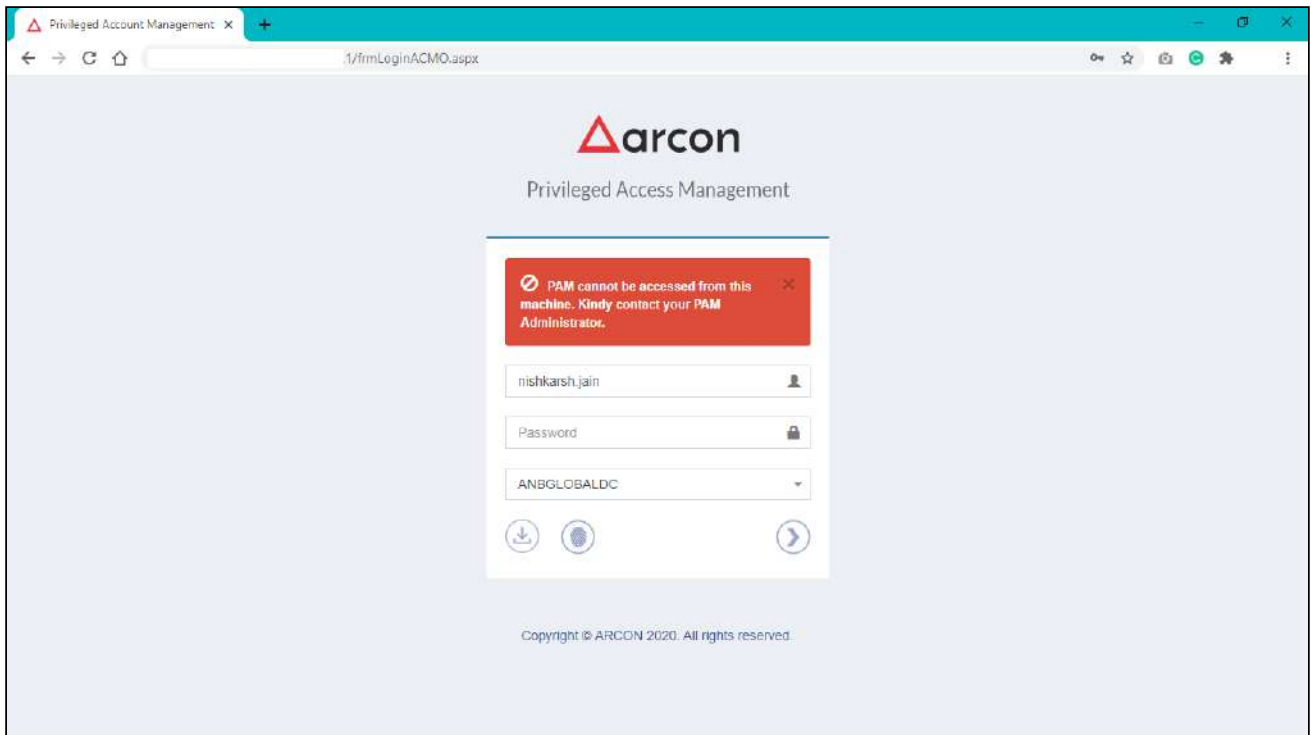 Privileged Account Management
1/frmLoginACMO.aspx
arcon
Privileged Access Management
PAM cannot be accessed from this
machine. Kindy contact your PAM
Administrator.
nishkarsh.jain
Password
ANBGLOBALDC
Copyright © ARCON 2020. All rights reserved.